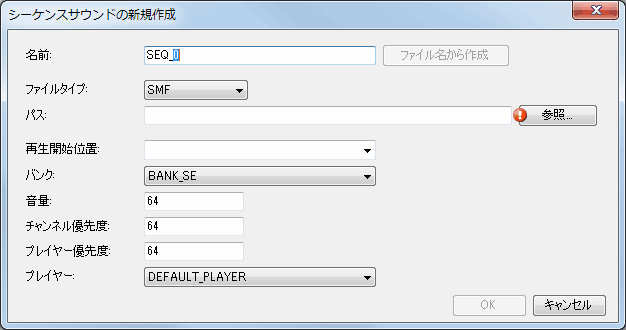 シーケンスサウンドの新規作成
名前: SEQ_0 ファイル名から作成
ファイルタイプ: SMF
パス: 参照...
再生開始位置:
バンク: BANK_SE
音量: 64
チャンネル優先度: 64
プレイヤー優先度: 64
プレイヤー: DEFAULT_PLAYER
OK キャンセル